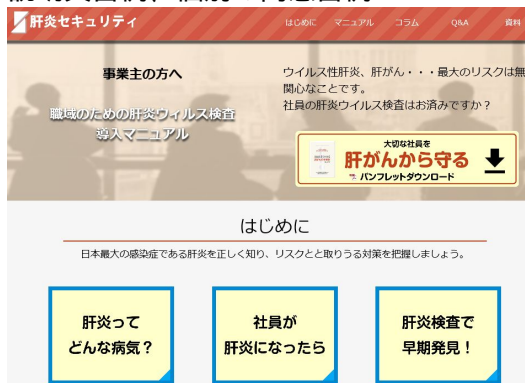 肝炎セキュリティ
はじめに マニュアル コラム Q&A 資料
事業主の方へ
職域のための肝炎ウィルス検査
導入マニュアル
ウイルス性肝炎、肝がん・・・最大のリスクは無
関心なことです。
社員の肝炎ウイルス検査はお済みですか？
大切な社員を
肝がんから守る
パンフレットダウンロード
はじめに
日本最大の感染症である肝炎を正しく知り、リスクとと取りうる対策を把握しましょう。
肝炎って
どんな病気？
社員が
肝炎になったら
肝炎検査で
早期発見！